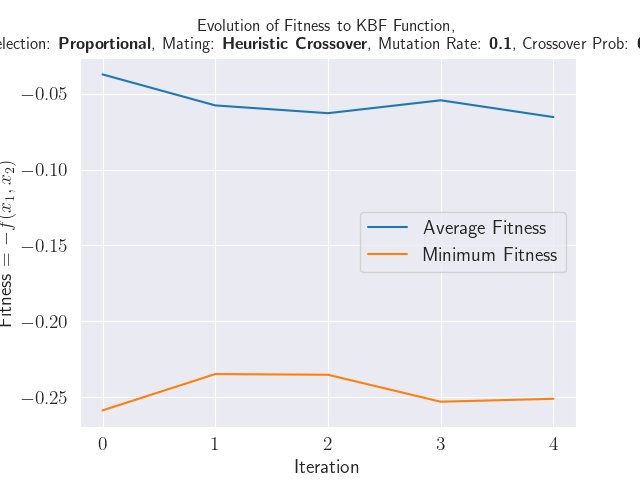 Evolution of Fitness to KBF Function,
election: Proportional, Mating: Heuristic Crossover, Mutation Rate: 0.1, Crossover Prob:
Fitness = −f(x₁, x₂)
−0.05
−0.10
−0.15
−0.20
−0.25
Average Fitness
Minimum Fitness
0 1 2 3 4
Iteration